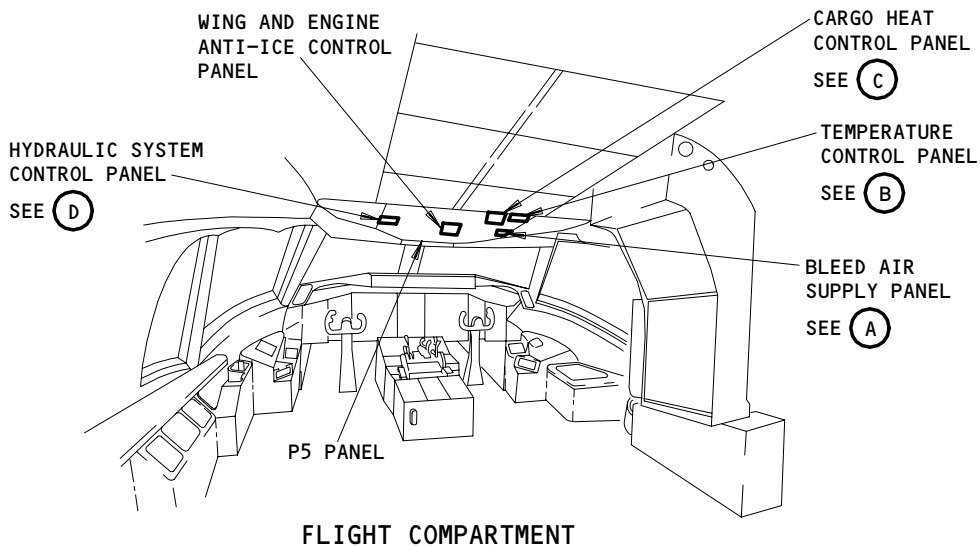 WING AND ENGINE
ANTI-ICE CONTROL
PANEL
CARGO HEAT
CONTROL PANEL
SEE C
HYDRAULIC SYSTEM
CONTROL PANEL
SEE D
TEMPERATURE
CONTROL PANEL
SEE B
BLEED AIR
SUPPLY PANEL
SEE A
P5 PANEL
FLIGHT COMPARTMENT